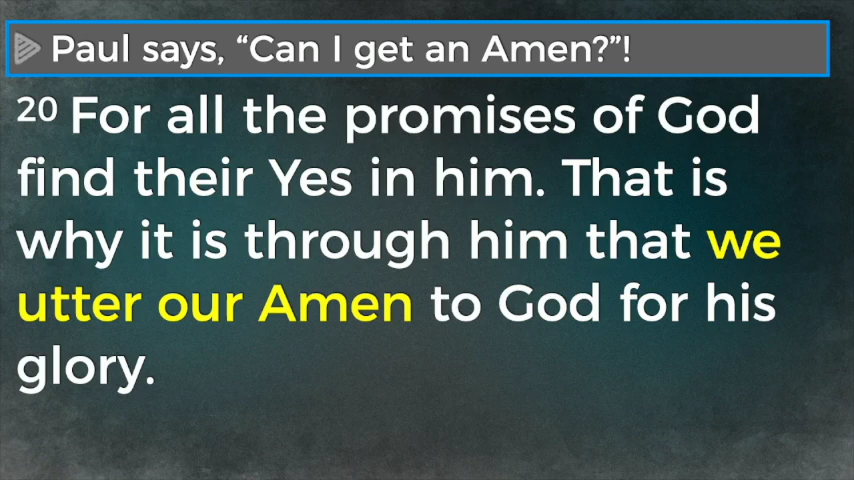 Paul says, “Can I get an Amen?”!
20 For all the promises of God
find their Yes in him. That is
why it is through him that we
utter our Amen to God for his
glory.